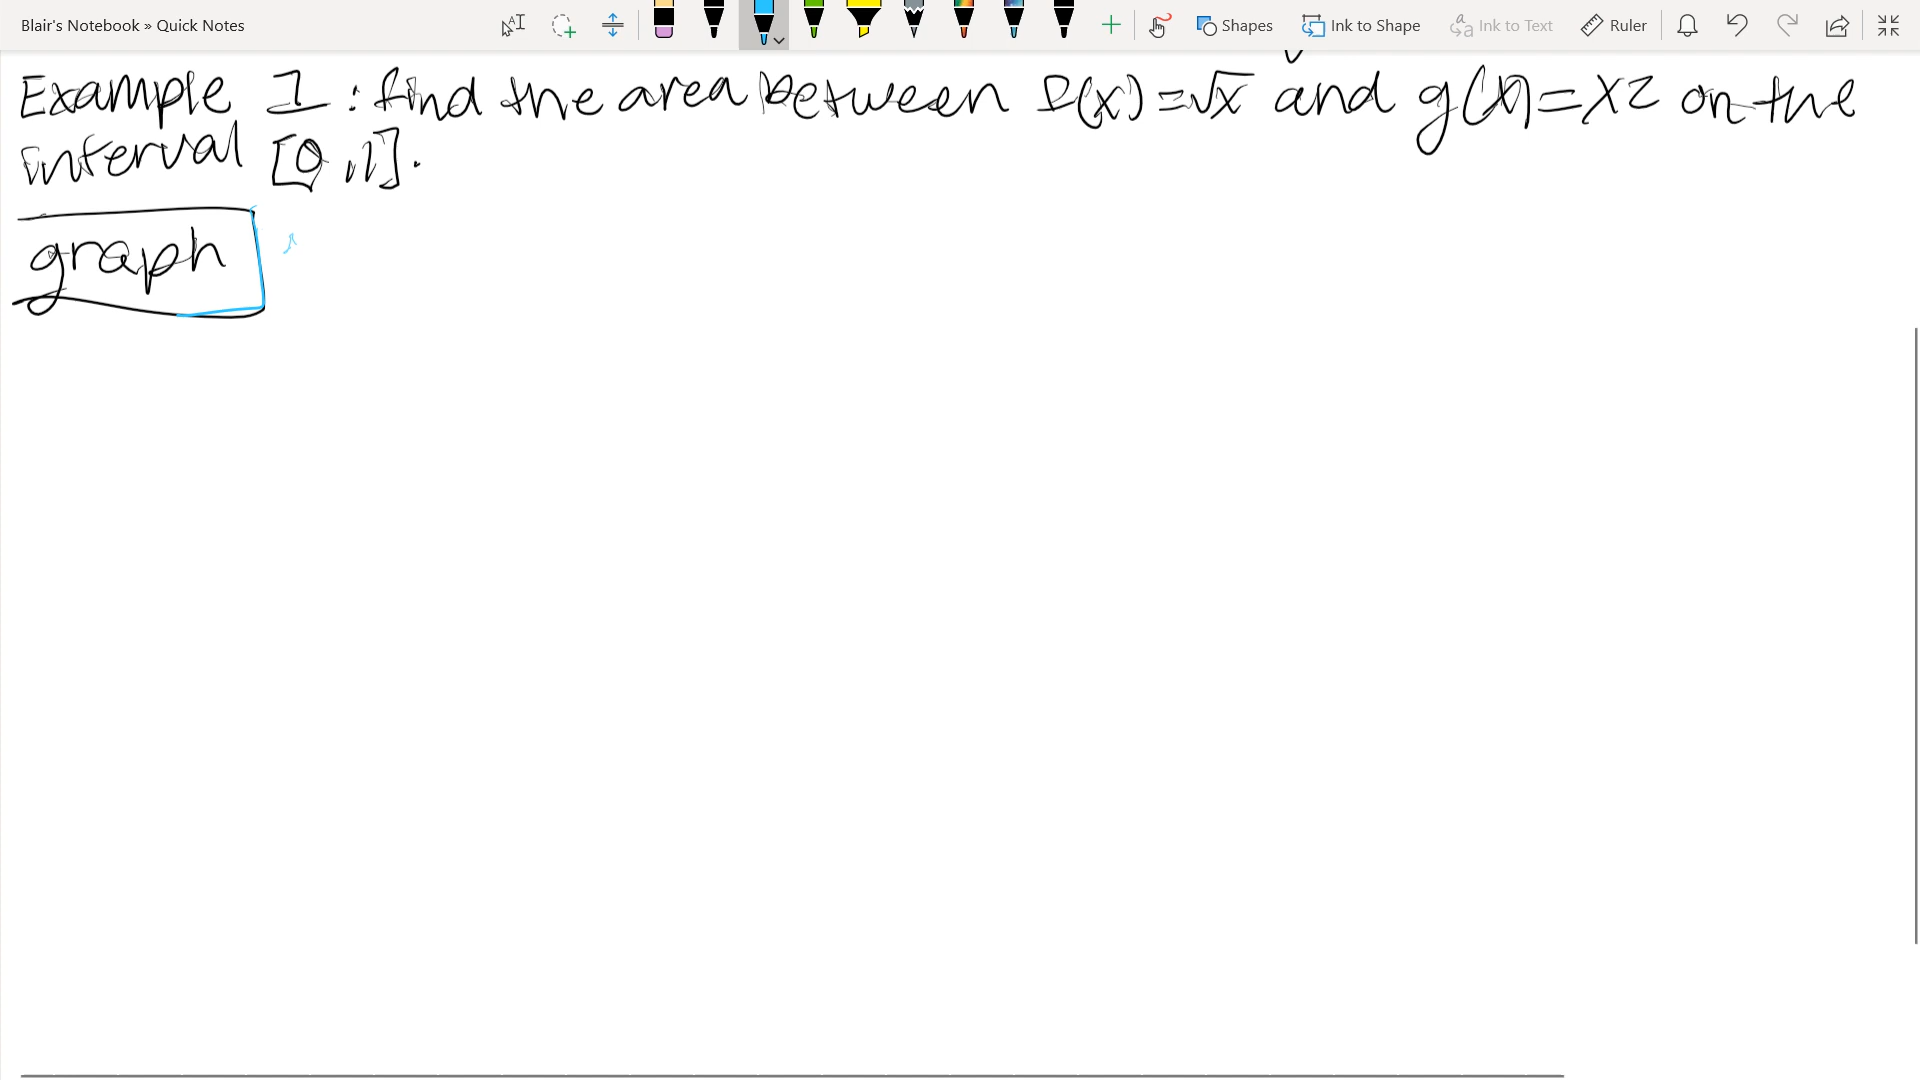 Blair's Notebook » Quick Notes
Shapes
Ink to Shape
Ink to Text
Ruler
Example 1 : find the area between f(x)=√x and g(x)=x2 on the
interval [0,1].
graph